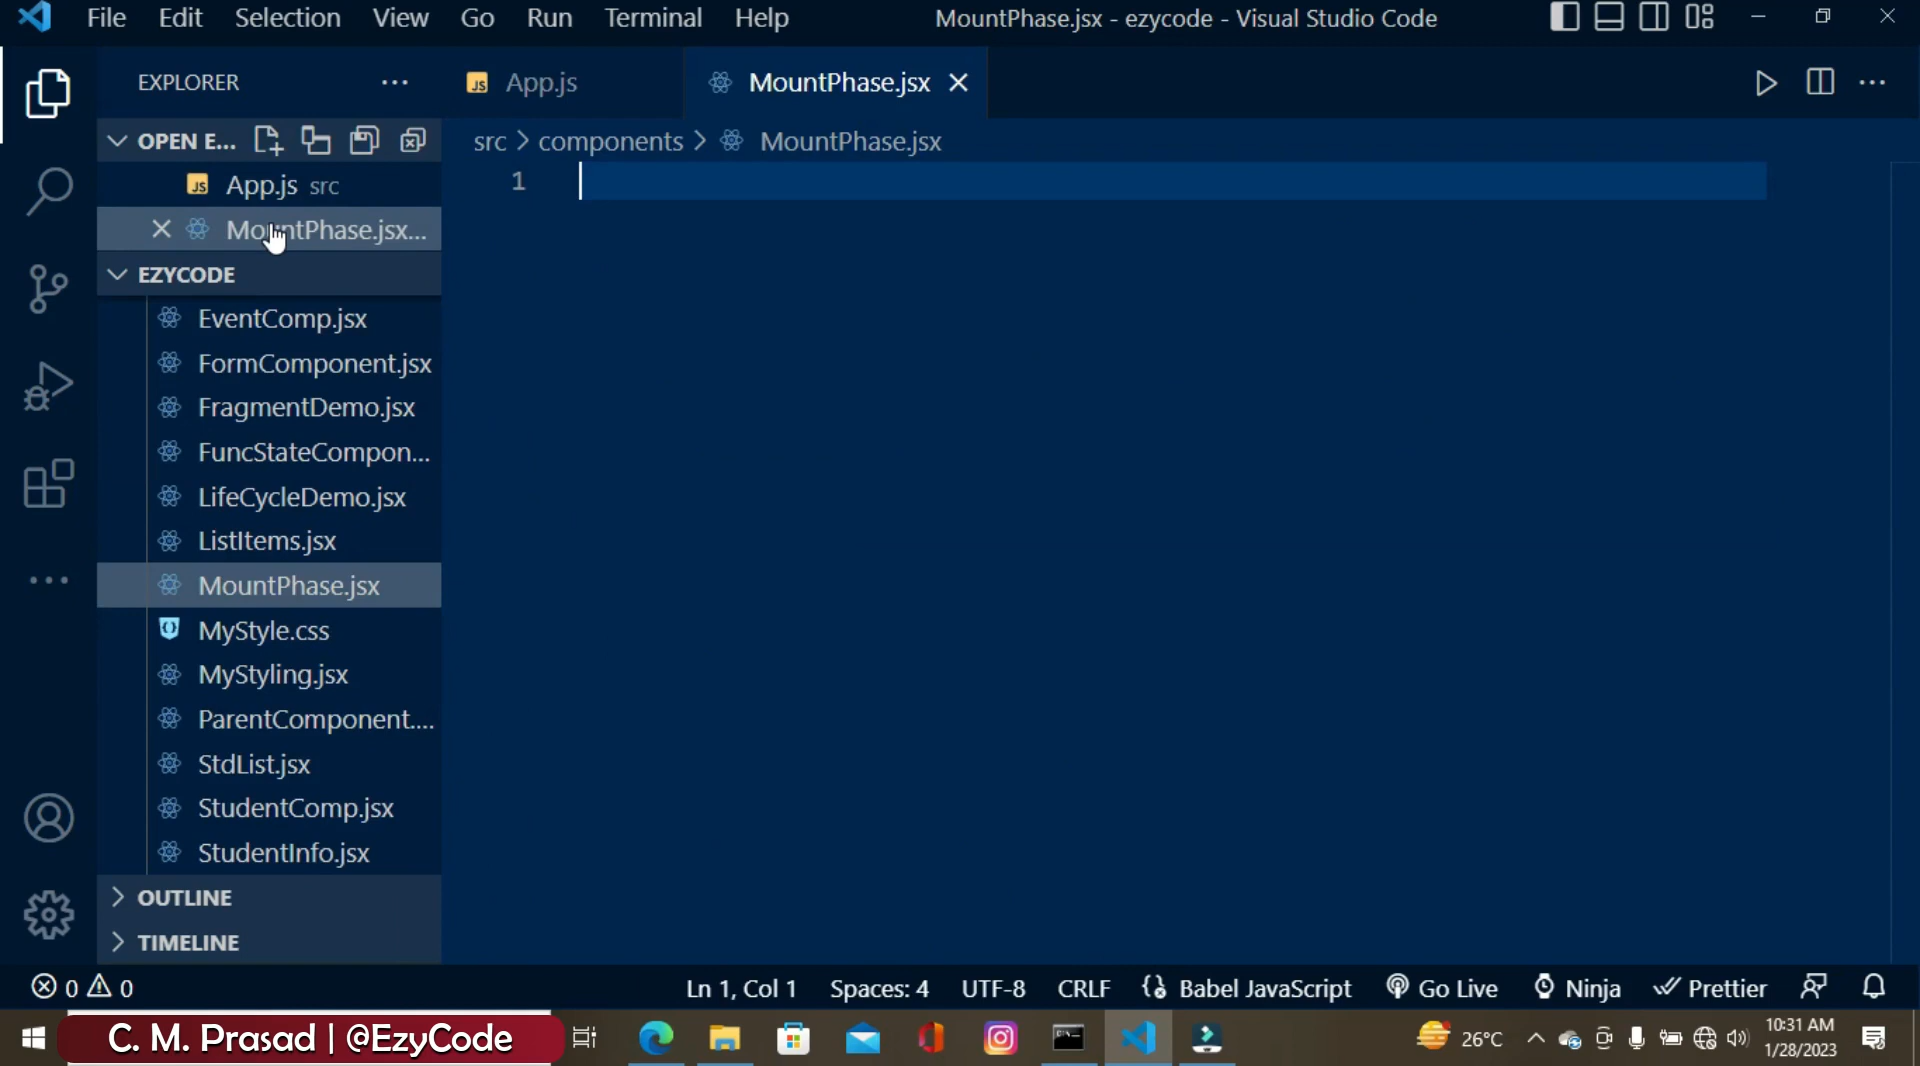 File Edit Selection View Go Run Terminal Help MountPhase.jsx - ezycode - Visual Studio Code
EXPLORER
JS App.js
MountPhase.jsx
OPEN E...
src > components > MountPhase.jsx
JS App.js src
1
MountPhase.jsx...
EZYCODE
EventComp.jsx
FormComponent.jsx
FragmentDemo.jsx
FuncStateCompon...
LifeCycleDemo.jsx
ListItems.jsx
MountPhase.jsx
MyStyle.css
MyStyling.jsx
ParentComponent....
StdList.jsx
StudentComp.jsx
StudentInfo.jsx
OUTLINE
TIMELINE
0 0 Ln 1, Col 1 Spaces: 4 UTF-8 CRLF Babel JavaScript Go Live Ninja Prettier
C. M. Prasad | @EzyCode
26°C
10:31 AM
1/28/2023